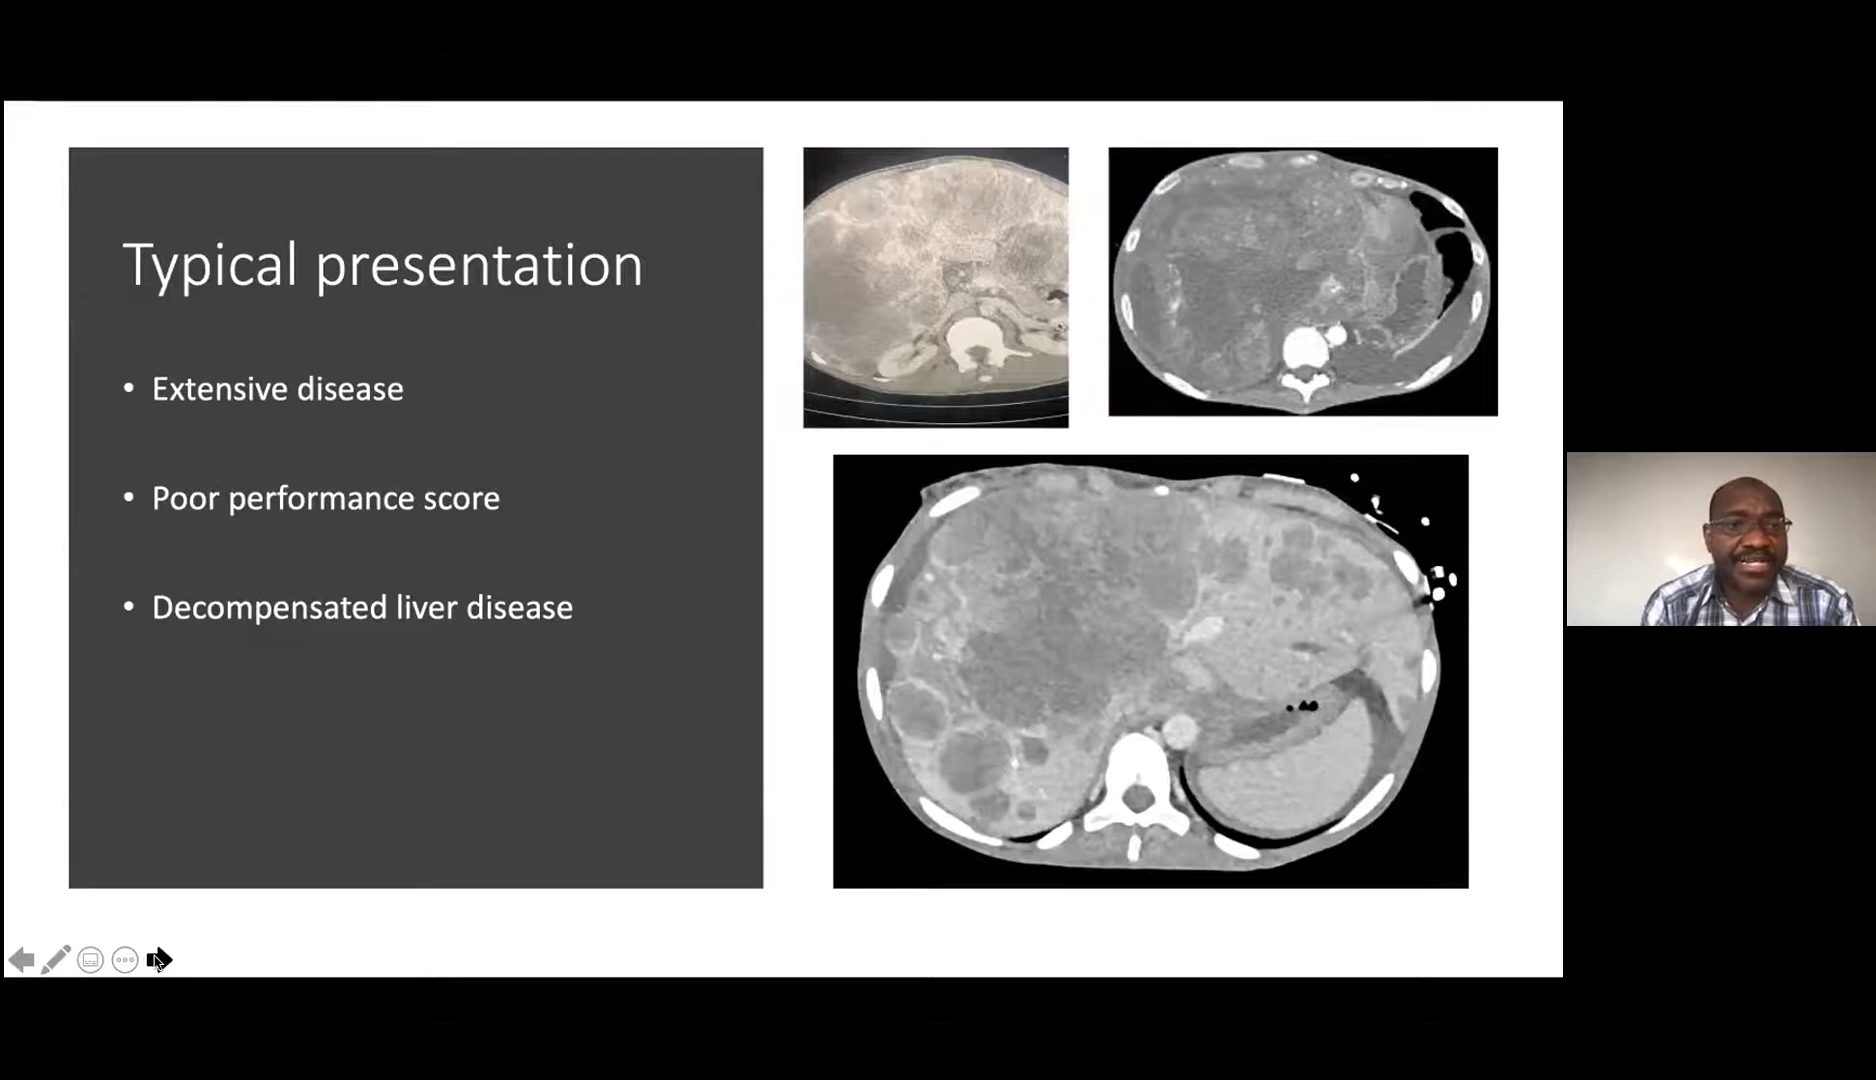 Typical presentation
• Extensive disease
• Poor performance score
• Decompensated liver disease